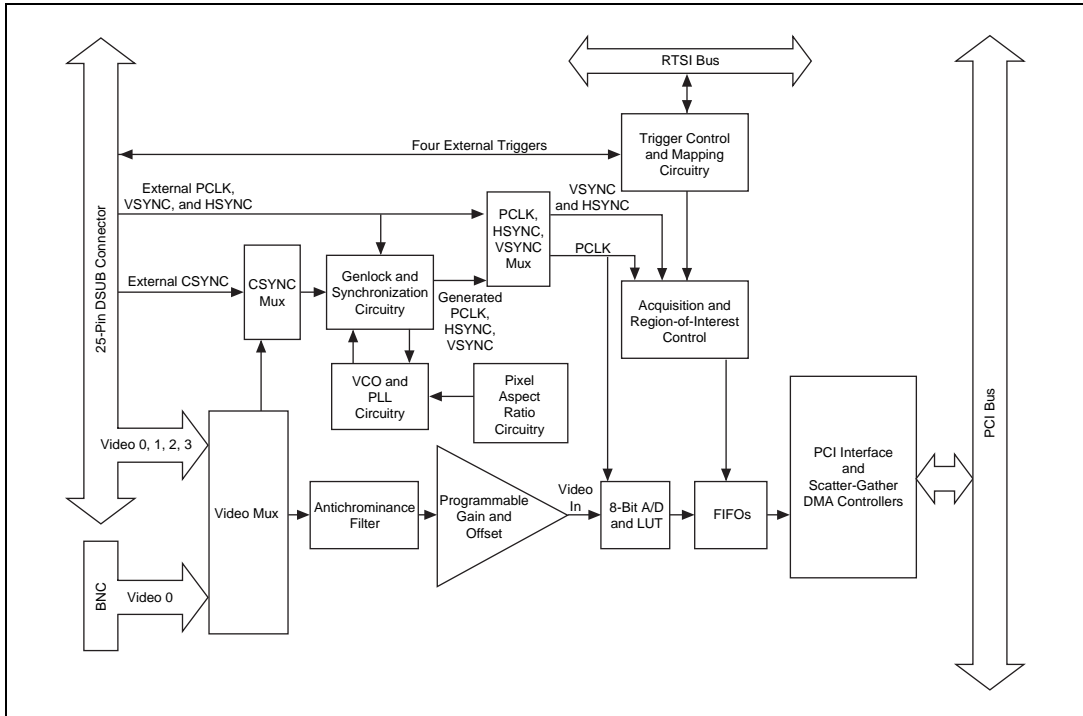 RTSI Bus
Four External Triggers
Trigger Control
and Mapping
Circuitry
25-Pin DSUB Connector
External PCLK,
VSYNC, and HSYNC
PCLK,
HSYNC,
VSYNC
Mux
VSYNC
and HSYNC
PCLK
External CSYNC
CSYNC
Mux
Genlock and
Synchronization
Circuitry
Generated
PCLK,
HSYNC,
VSYNC
Acquisition and
Region-of-Interest
Control
VCO and
PLL
Circuitry
Pixel
Aspect
Ratio
Circuitry
PCI Bus
Video 0, 1, 2, 3
Video Mux
Antichrominance
Filter
Programmable
Gain and
Offset
Video
In
8-Bit A/D
and LUT
FIFOs
PCI Interface
and
Scatter-Gather
DMA Controllers
BNC
Video 0